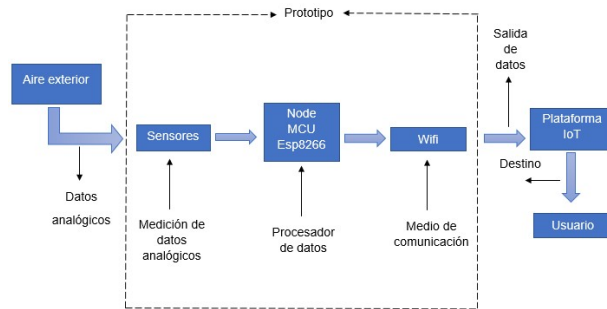 Prototipo
Salida
de
datos
Aire exterior
Sensores
Node
MCU
Esp8266
Wifi
Plataforma
IoT
Destino
Datos
analógicos
Medición de
datos
analógicos
Procesador
de datos
Medio de
comunicación
Usuario